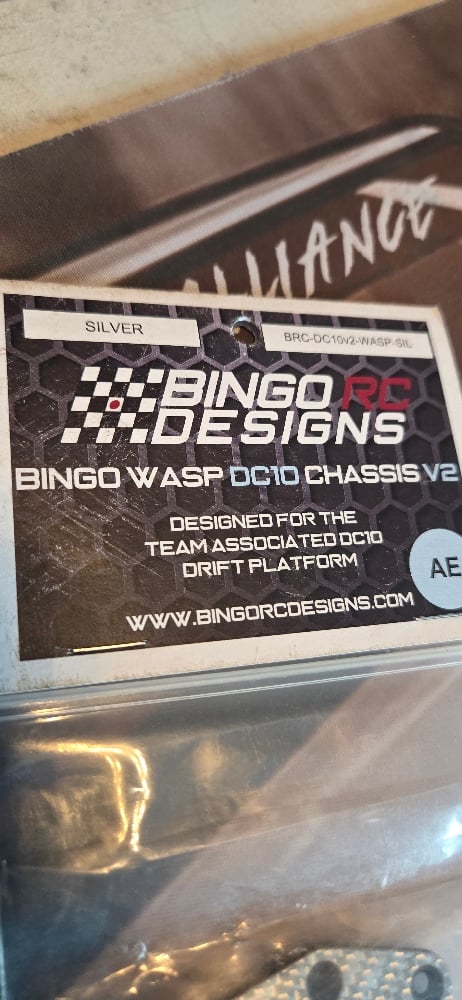 ALLIANCE
SILVER
BRC-DC10v2-WASP-SIL
BINGO RC
DESIGNS
BINGO WASP DC10 CHASSIS V2
DESIGNED FOR THE
TEAM ASSOCIATED DC10
DRIFT PLATFORM
AE
WWW.BINGORCDESIGNS.COM